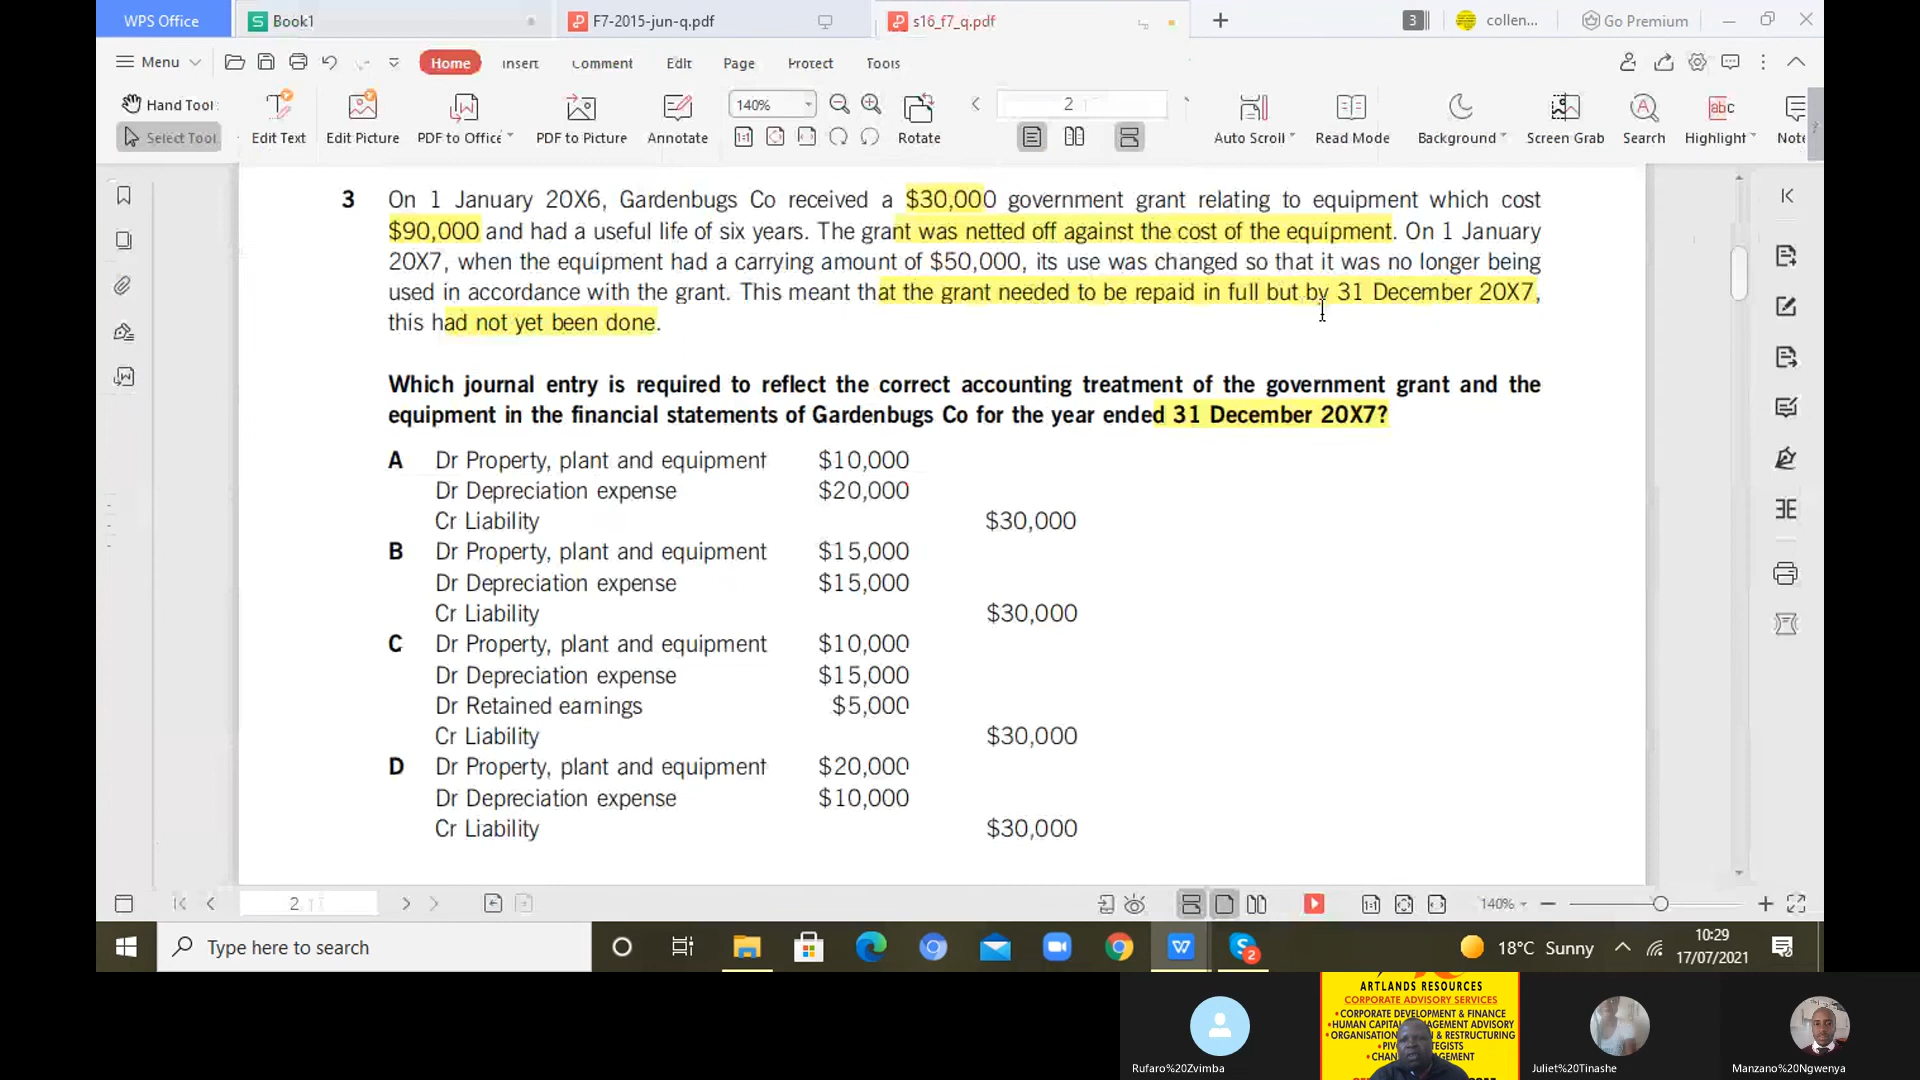 WPS Office
Book1
F7-2015-jun-q.pdf
s16_f7_q.pdf
3
collen...
Go Premium
Menu
Home
Insert
Comment
Edit
Page
Protect
Tools
Hand Tool
Select Tool
Edit Text
Edit Picture
PDF to Office
PDF to Picture
Annotate
140%
Rotate
2
Auto Scroll
Read Mode
Background
Screen Grab
Search
Highlight
Note
3 On 1 January 20X6, Gardenbugs Co received a $30,000 government grant relating to equipment which cost
$90,000 and had a useful life of six years. The grant was netted off against the cost of the equipment. On 1 January
20X7, when the equipment had a carrying amount of $50,000, its use was changed so that it was no longer being
used in accordance with the grant. This meant that the grant needed to be repaid in full but by 31 December 20X7,
this had not yet been done.
Which journal entry is required to reflect the correct accounting treatment of the government grant and the
equipment in the financial statements of Gardenbugs Co for the year ended 31 December 20X7?
A Dr Property, plant and equipment $10,000
Dr Depreciation expense $20,000
Cr Liability $30,000
B Dr Property, plant and equipment $15,000
Dr Depreciation expense $15,000
Cr Liability $30,000
C Dr Property, plant and equipment $10,000
Dr Depreciation expense $15,000
Dr Retained earnings $5,000
Cr Liability $30,000
D Dr Property, plant and equipment $20,000
Dr Depreciation expense $10,000
Cr Liability $30,000
2
140%
Type here to search
2
18°C Sunny
10:29
17/07/2021
ARTLANDS RESOURCES
CORPORATE ADVISORY SERVICES
• CORPORATE DEVELOPMENT & FINANCE
Rufaro%20Zvimba
Juliet%20Tinashe
Manzano%20Ngwenya